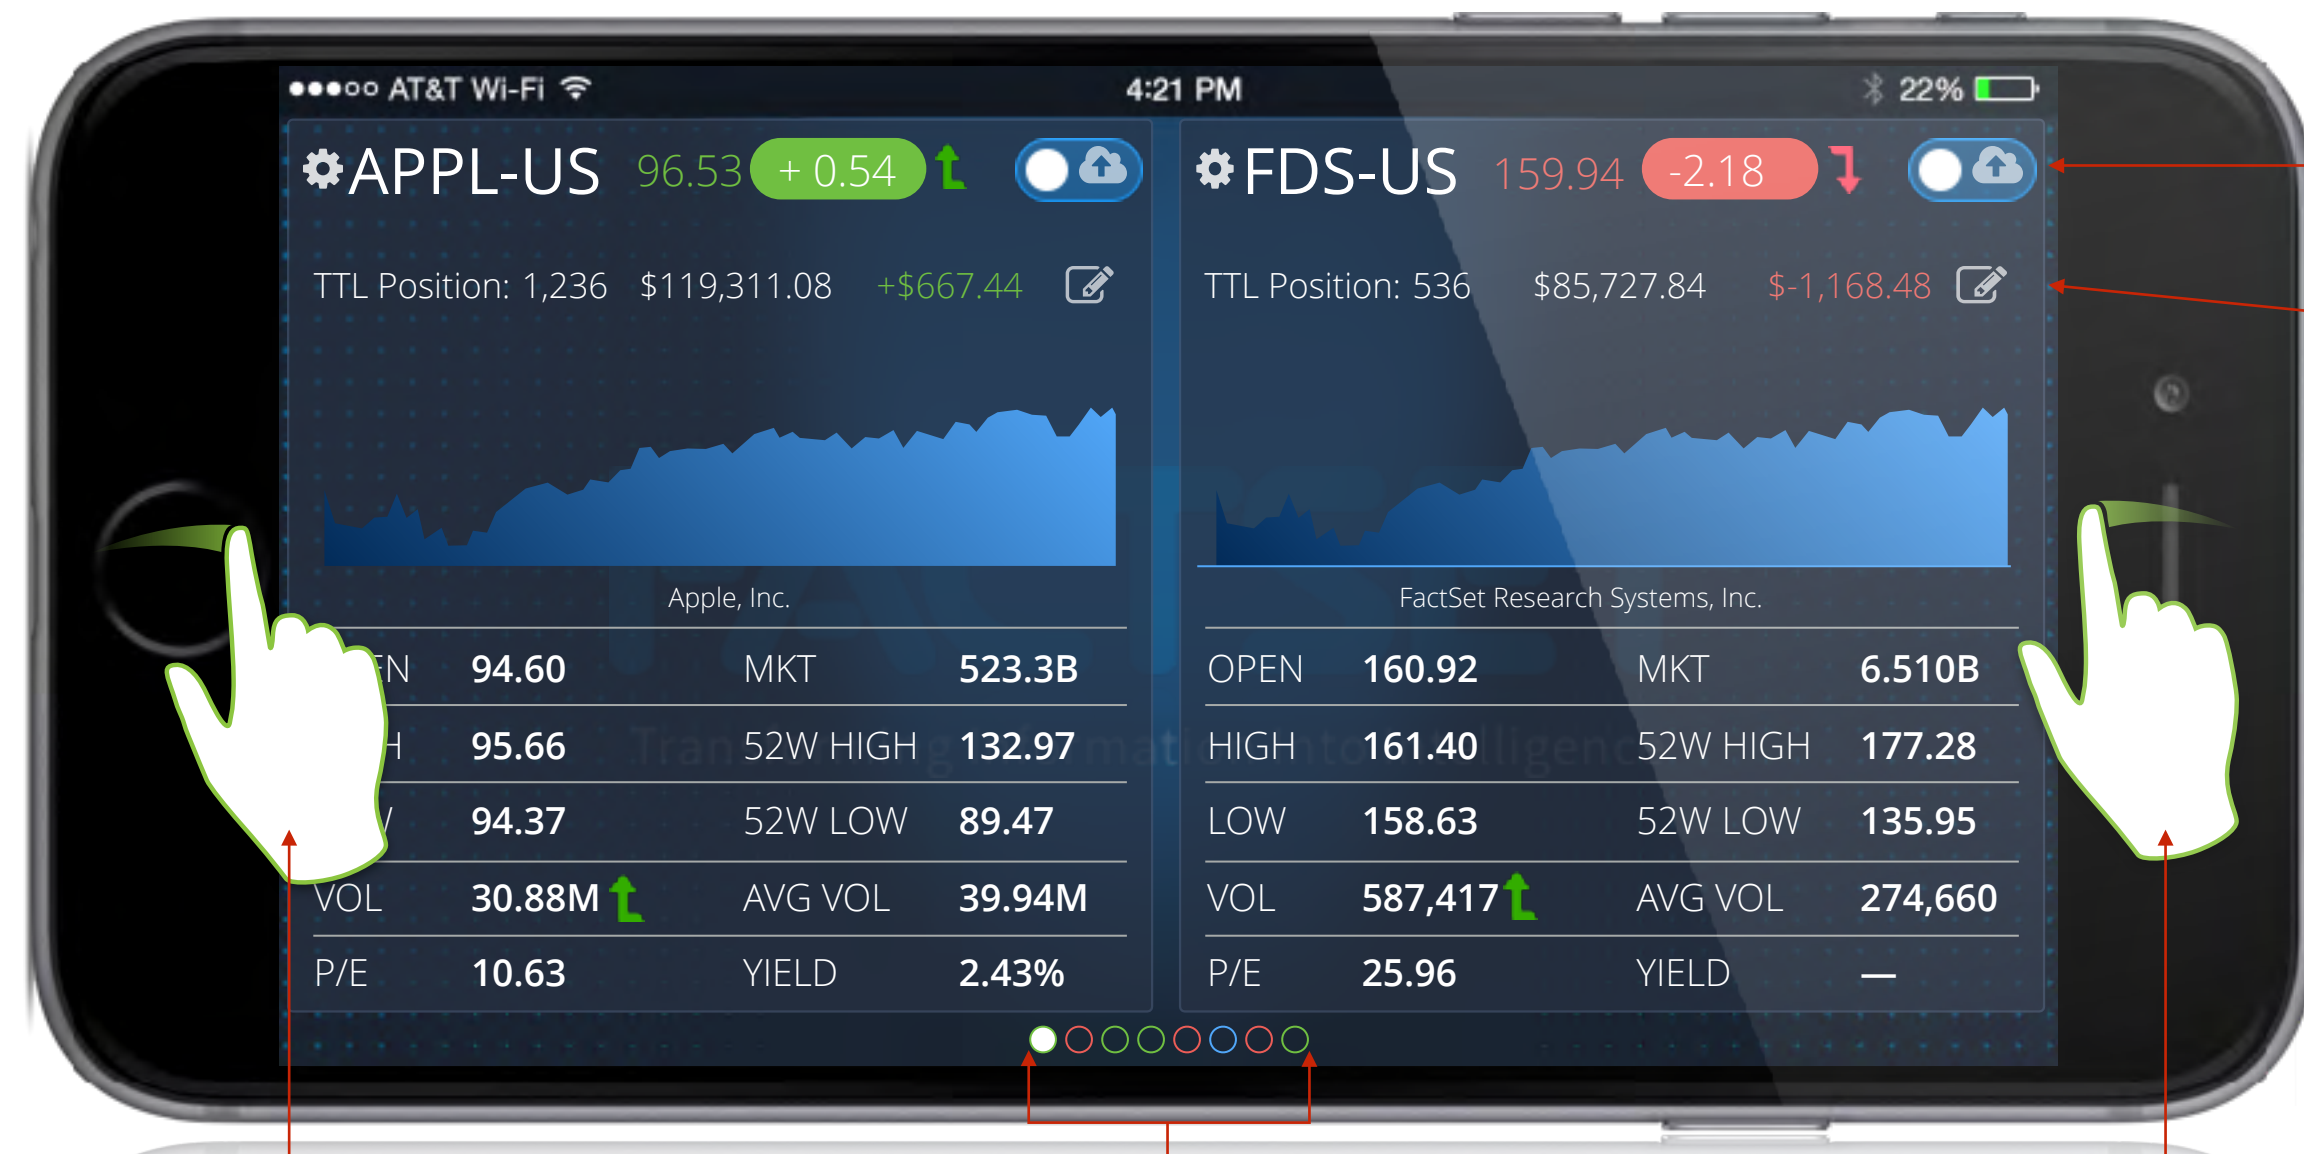 AT&T Wi-Fi 4:21 PM 22%
APPL-US 96.53 + 0.54
TTL Position: 1,236 $119,311.08 +$667.44
Apple, Inc.
94.60 MKT 523.3B
95.66 52W HIGH 132.97
94.37 52W LOW 89.47
VOL 30.88M AVG VOL 39.94M
P/E 10.63 YIELD 2.43%
FDS-US 159.94 -2.18
TTL Position: 536 $85,727.84 $-1,168.48
FactSet Research Systems, Inc.
OPEN 160.92 MKT 6.510B
HIGH 161.40 52W HIGH 177.28
LOW 158.63 52W LOW 135.95
VOL 587,417 AVG VOL 274,660
P/E 25.96 YIELD —
FACTSET